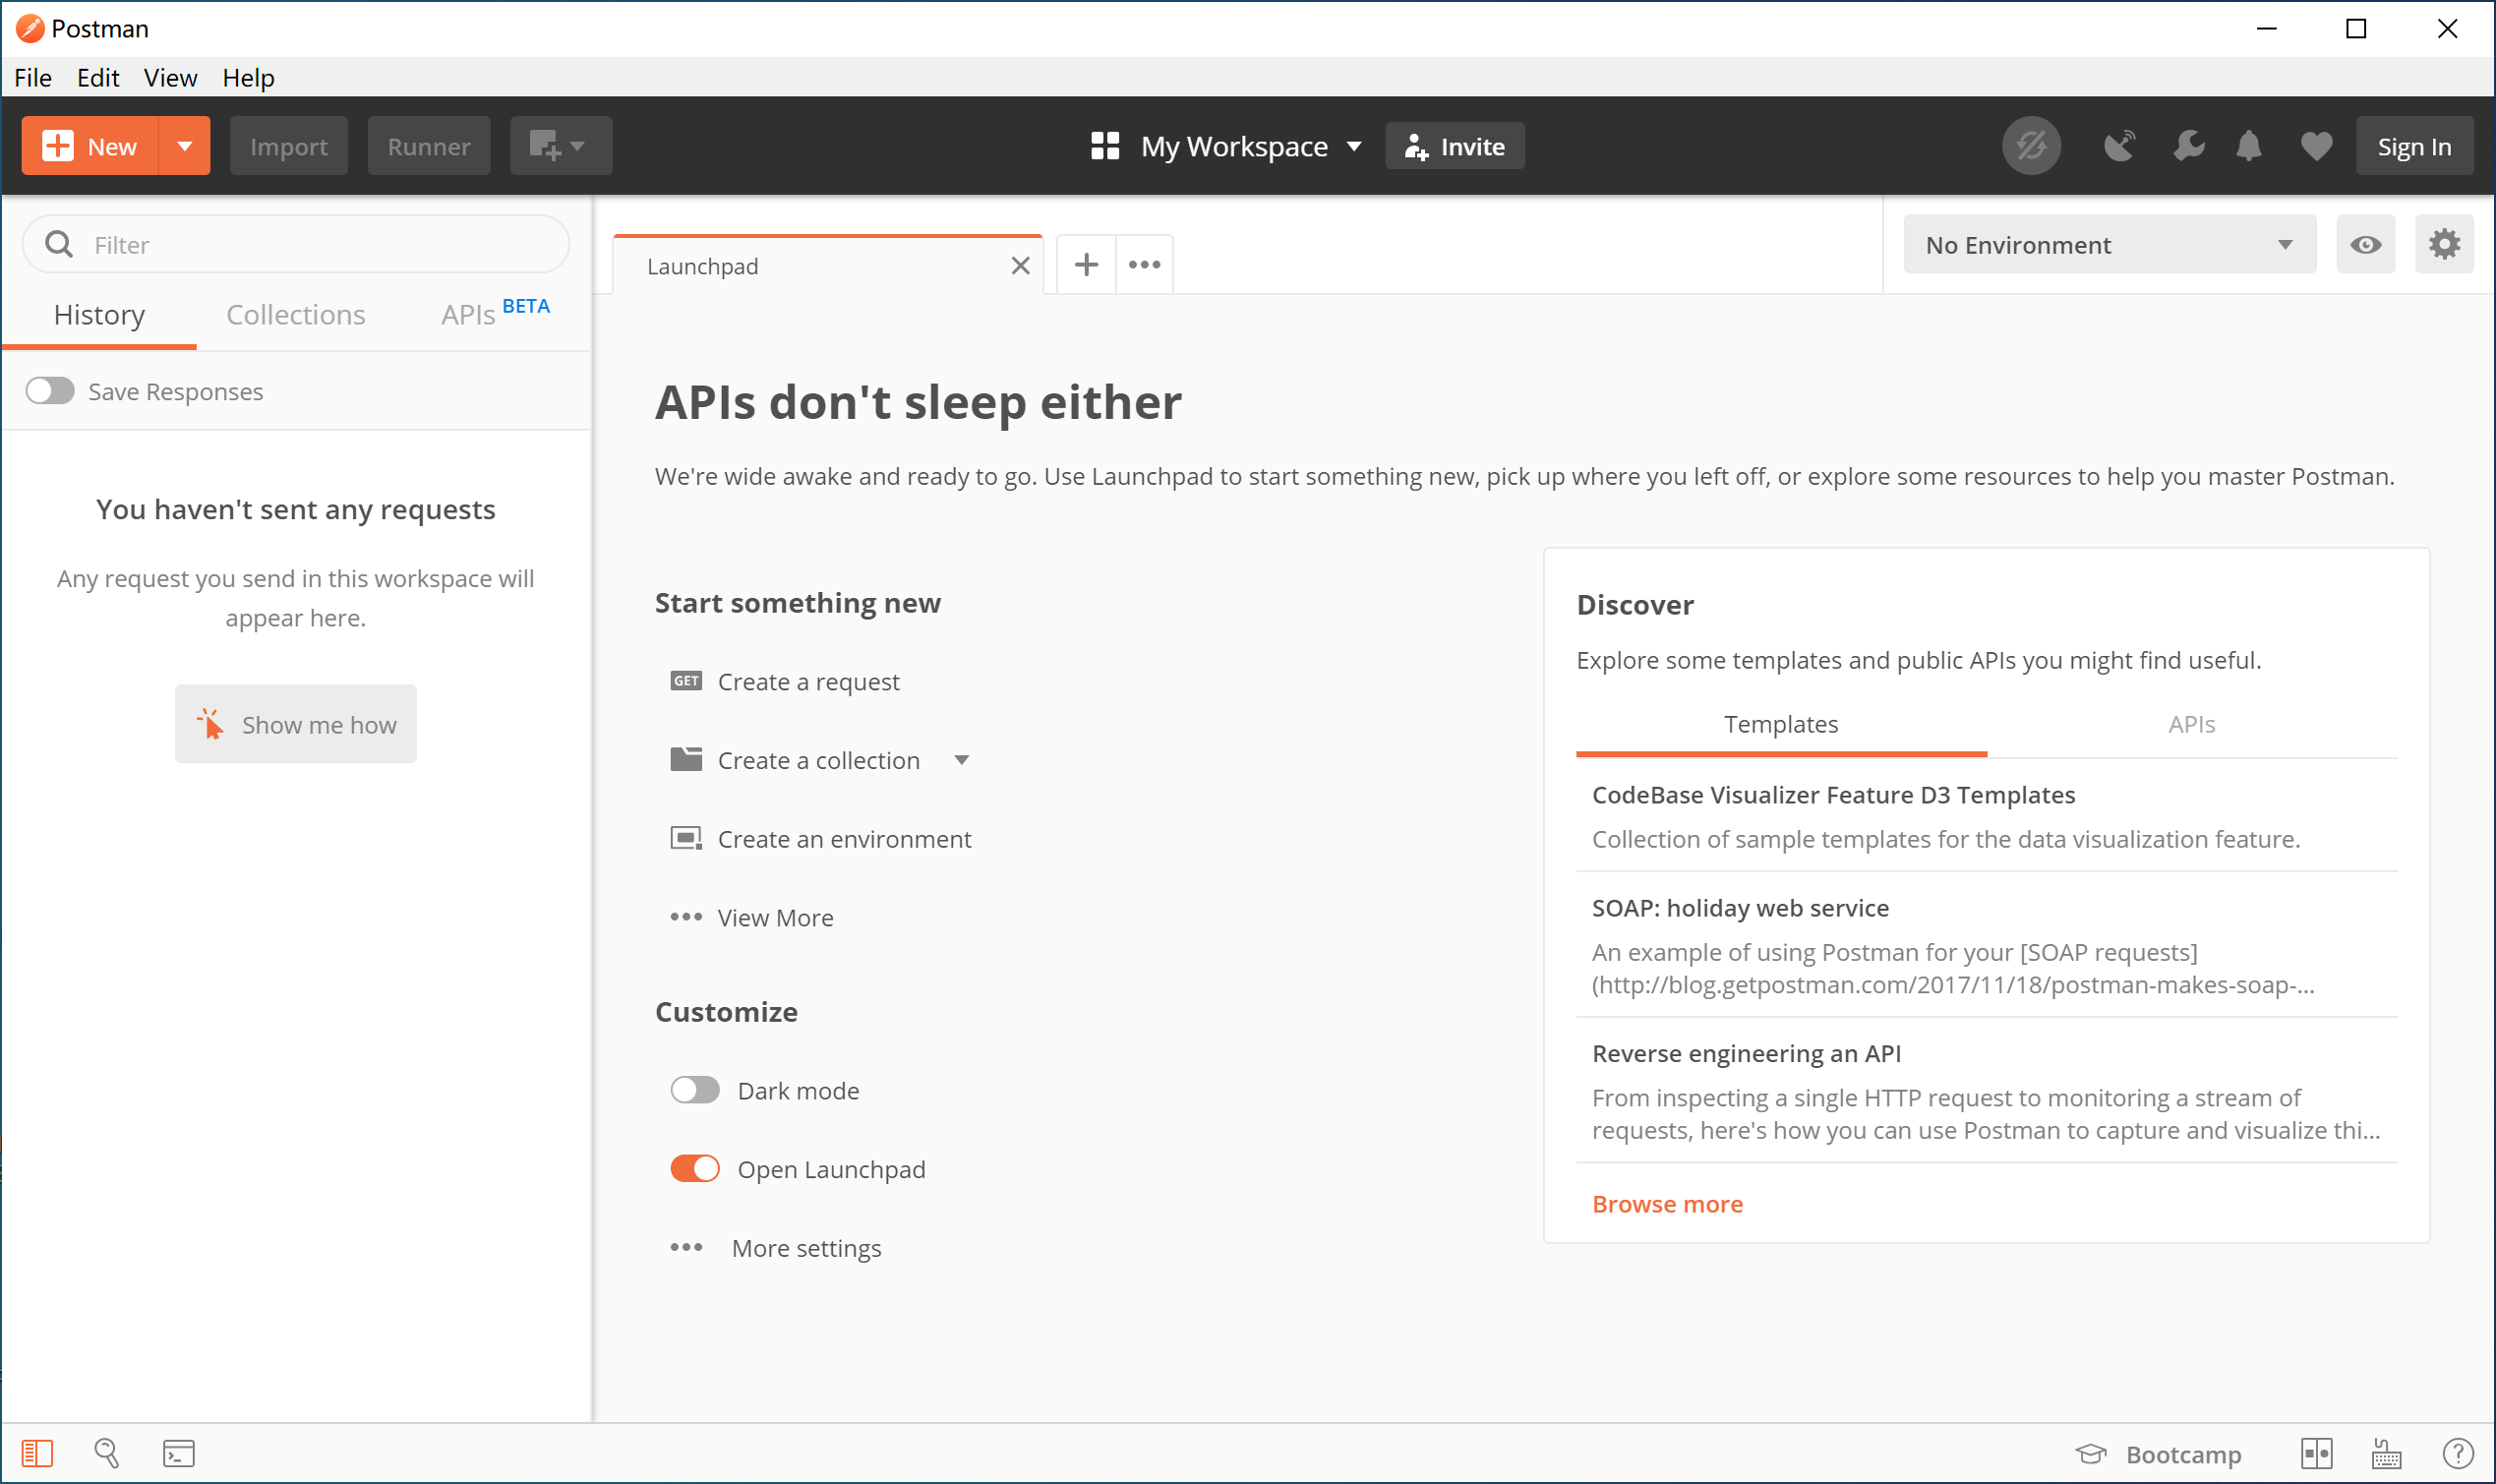 Postman
File Edit View Help
New Import Runner My Workspace Invite Sign In
Filter
History Collections APIs BETA
Save Responses
You haven't sent any requests
Any request you send in this workspace will
appear here.
Show me how
Launchpad
No Environment
APIs don't sleep either
We're wide awake and ready to go. Use Launchpad to start something new, pick up where you left off, or explore some resources to help you master Postman.
Start something new
GET Create a request
Create a collection
Create an environment
View More
Customize
Dark mode
Open Launchpad
More settings
Discover
Explore some templates and public APIs you might find useful.
Templates APIs
CodeBase Visualizer Feature D3 Templates
Collection of sample templates for the data visualization feature.
SOAP: holiday web service
An example of using Postman for your [SOAP requests]
(http://blog.getpostman.com/2017/11/18/postman-makes-soap-...
Reverse engineering an API
From inspecting a single HTTP request to monitoring a stream of
requests, here's how you can use Postman to capture and visualize thi...
Browse more
Bootcamp